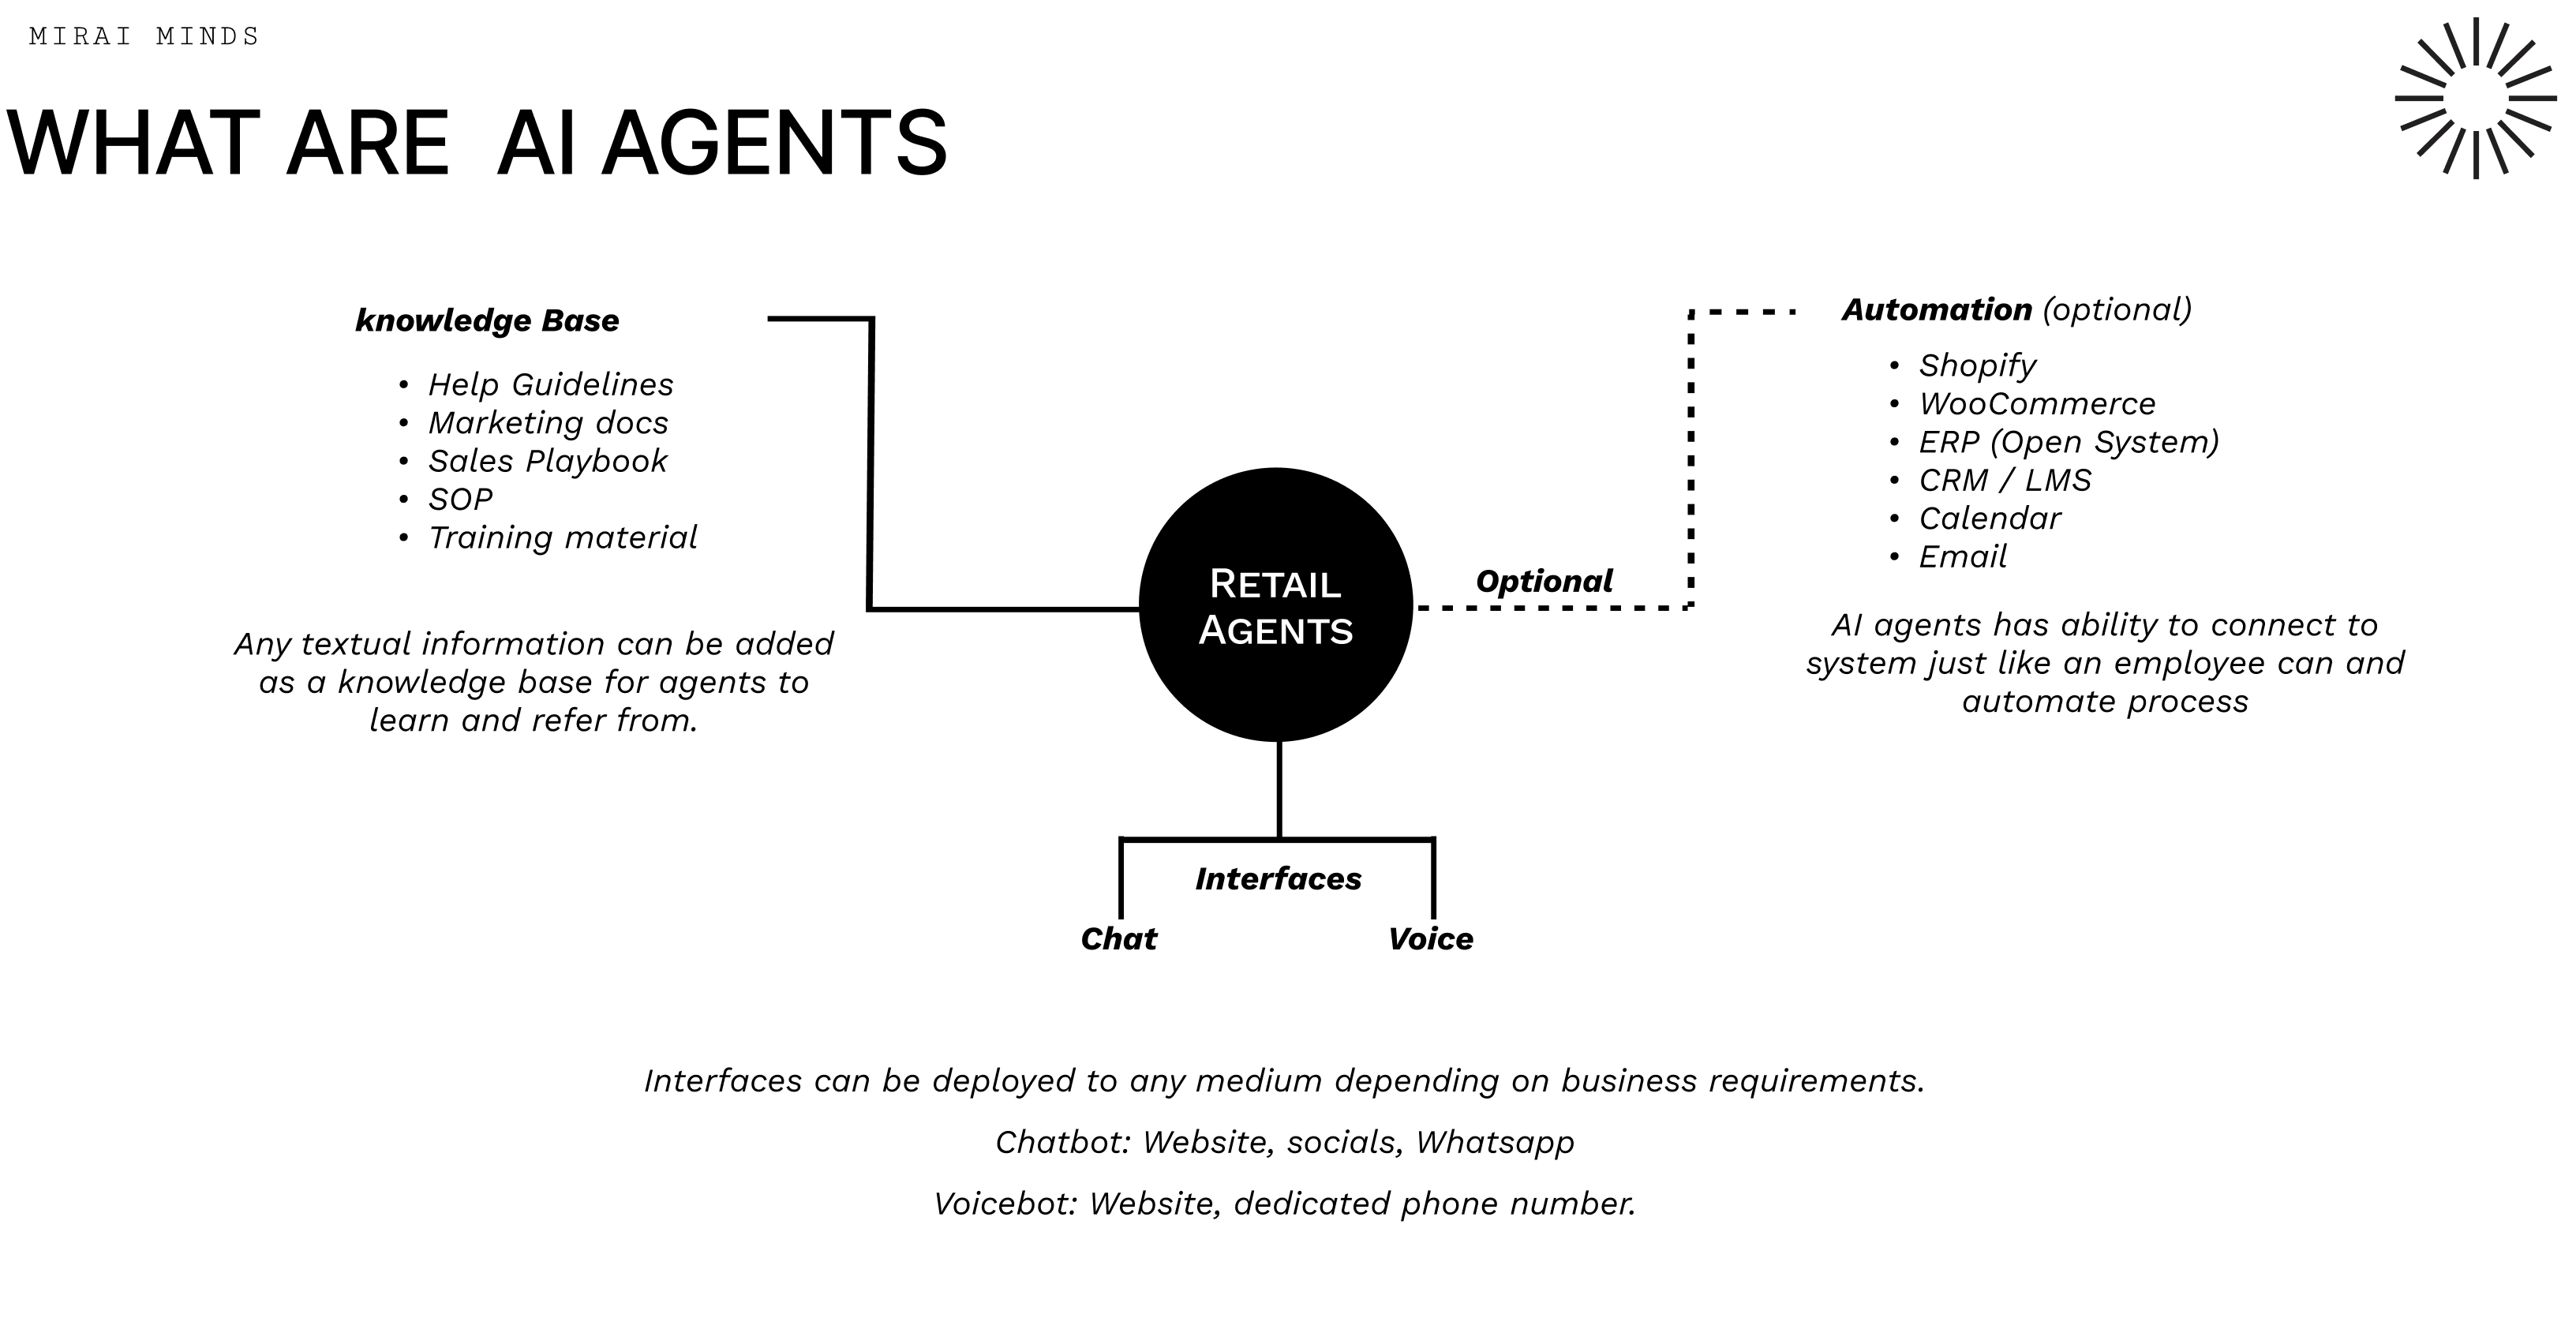 MIRAI MINDS
WHAT ARE AI AGENTS
knowledge Base
• Help Guidelines
• Marketing docs
• Sales Playbook
• SOP
• Training material
Any textual information can be added
as a knowledge base for agents to
learn and refer from.
RETAIL
AGENTS
Optional
Automation (optional)
• Shopify
• WooCommerce
• ERP (Open System)
• CRM / LMS
• Calendar
• Email
AI agents has ability to connect to
system just like an employee can and
automate process
Interfaces
Chat
Voice
Interfaces can be deployed to any medium depending on business requirements.
Chatbot: Website, socials, Whatsapp
Voicebot: Website, dedicated phone number.